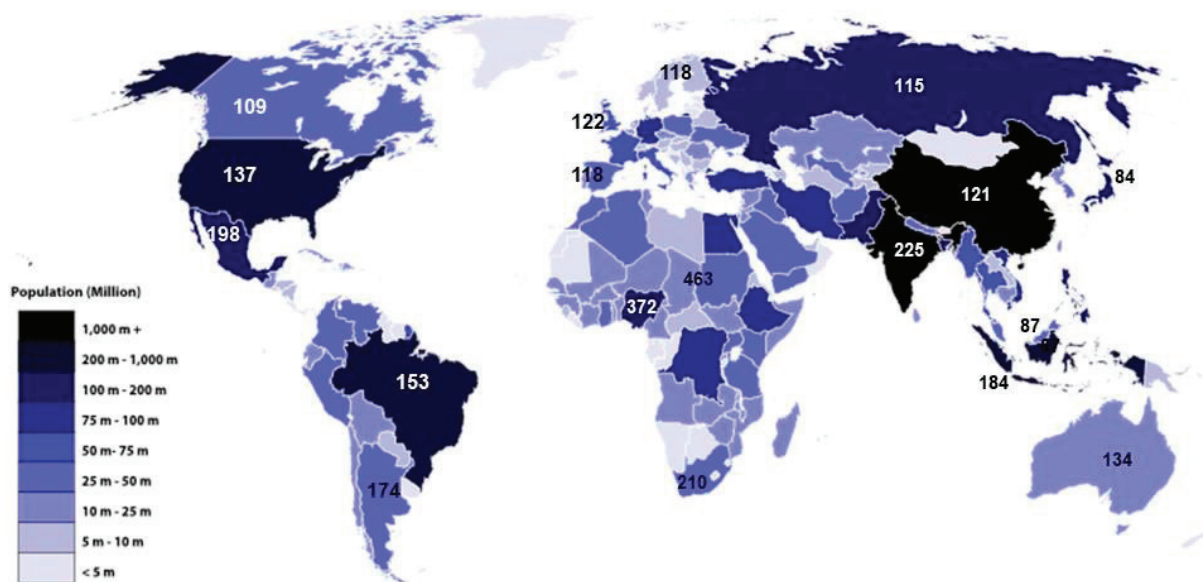 118
115
109
122
137
118
121
84
198
225
463
372
87
153
184
134
174
210
Population (Million)
1,000 m +
200 m - 1,000 m
100 m - 200 m
75 m - 100 m
50 m- 75 m
25 m - 50 m
10 m - 25 m
5 m - 10 m
< 5 m